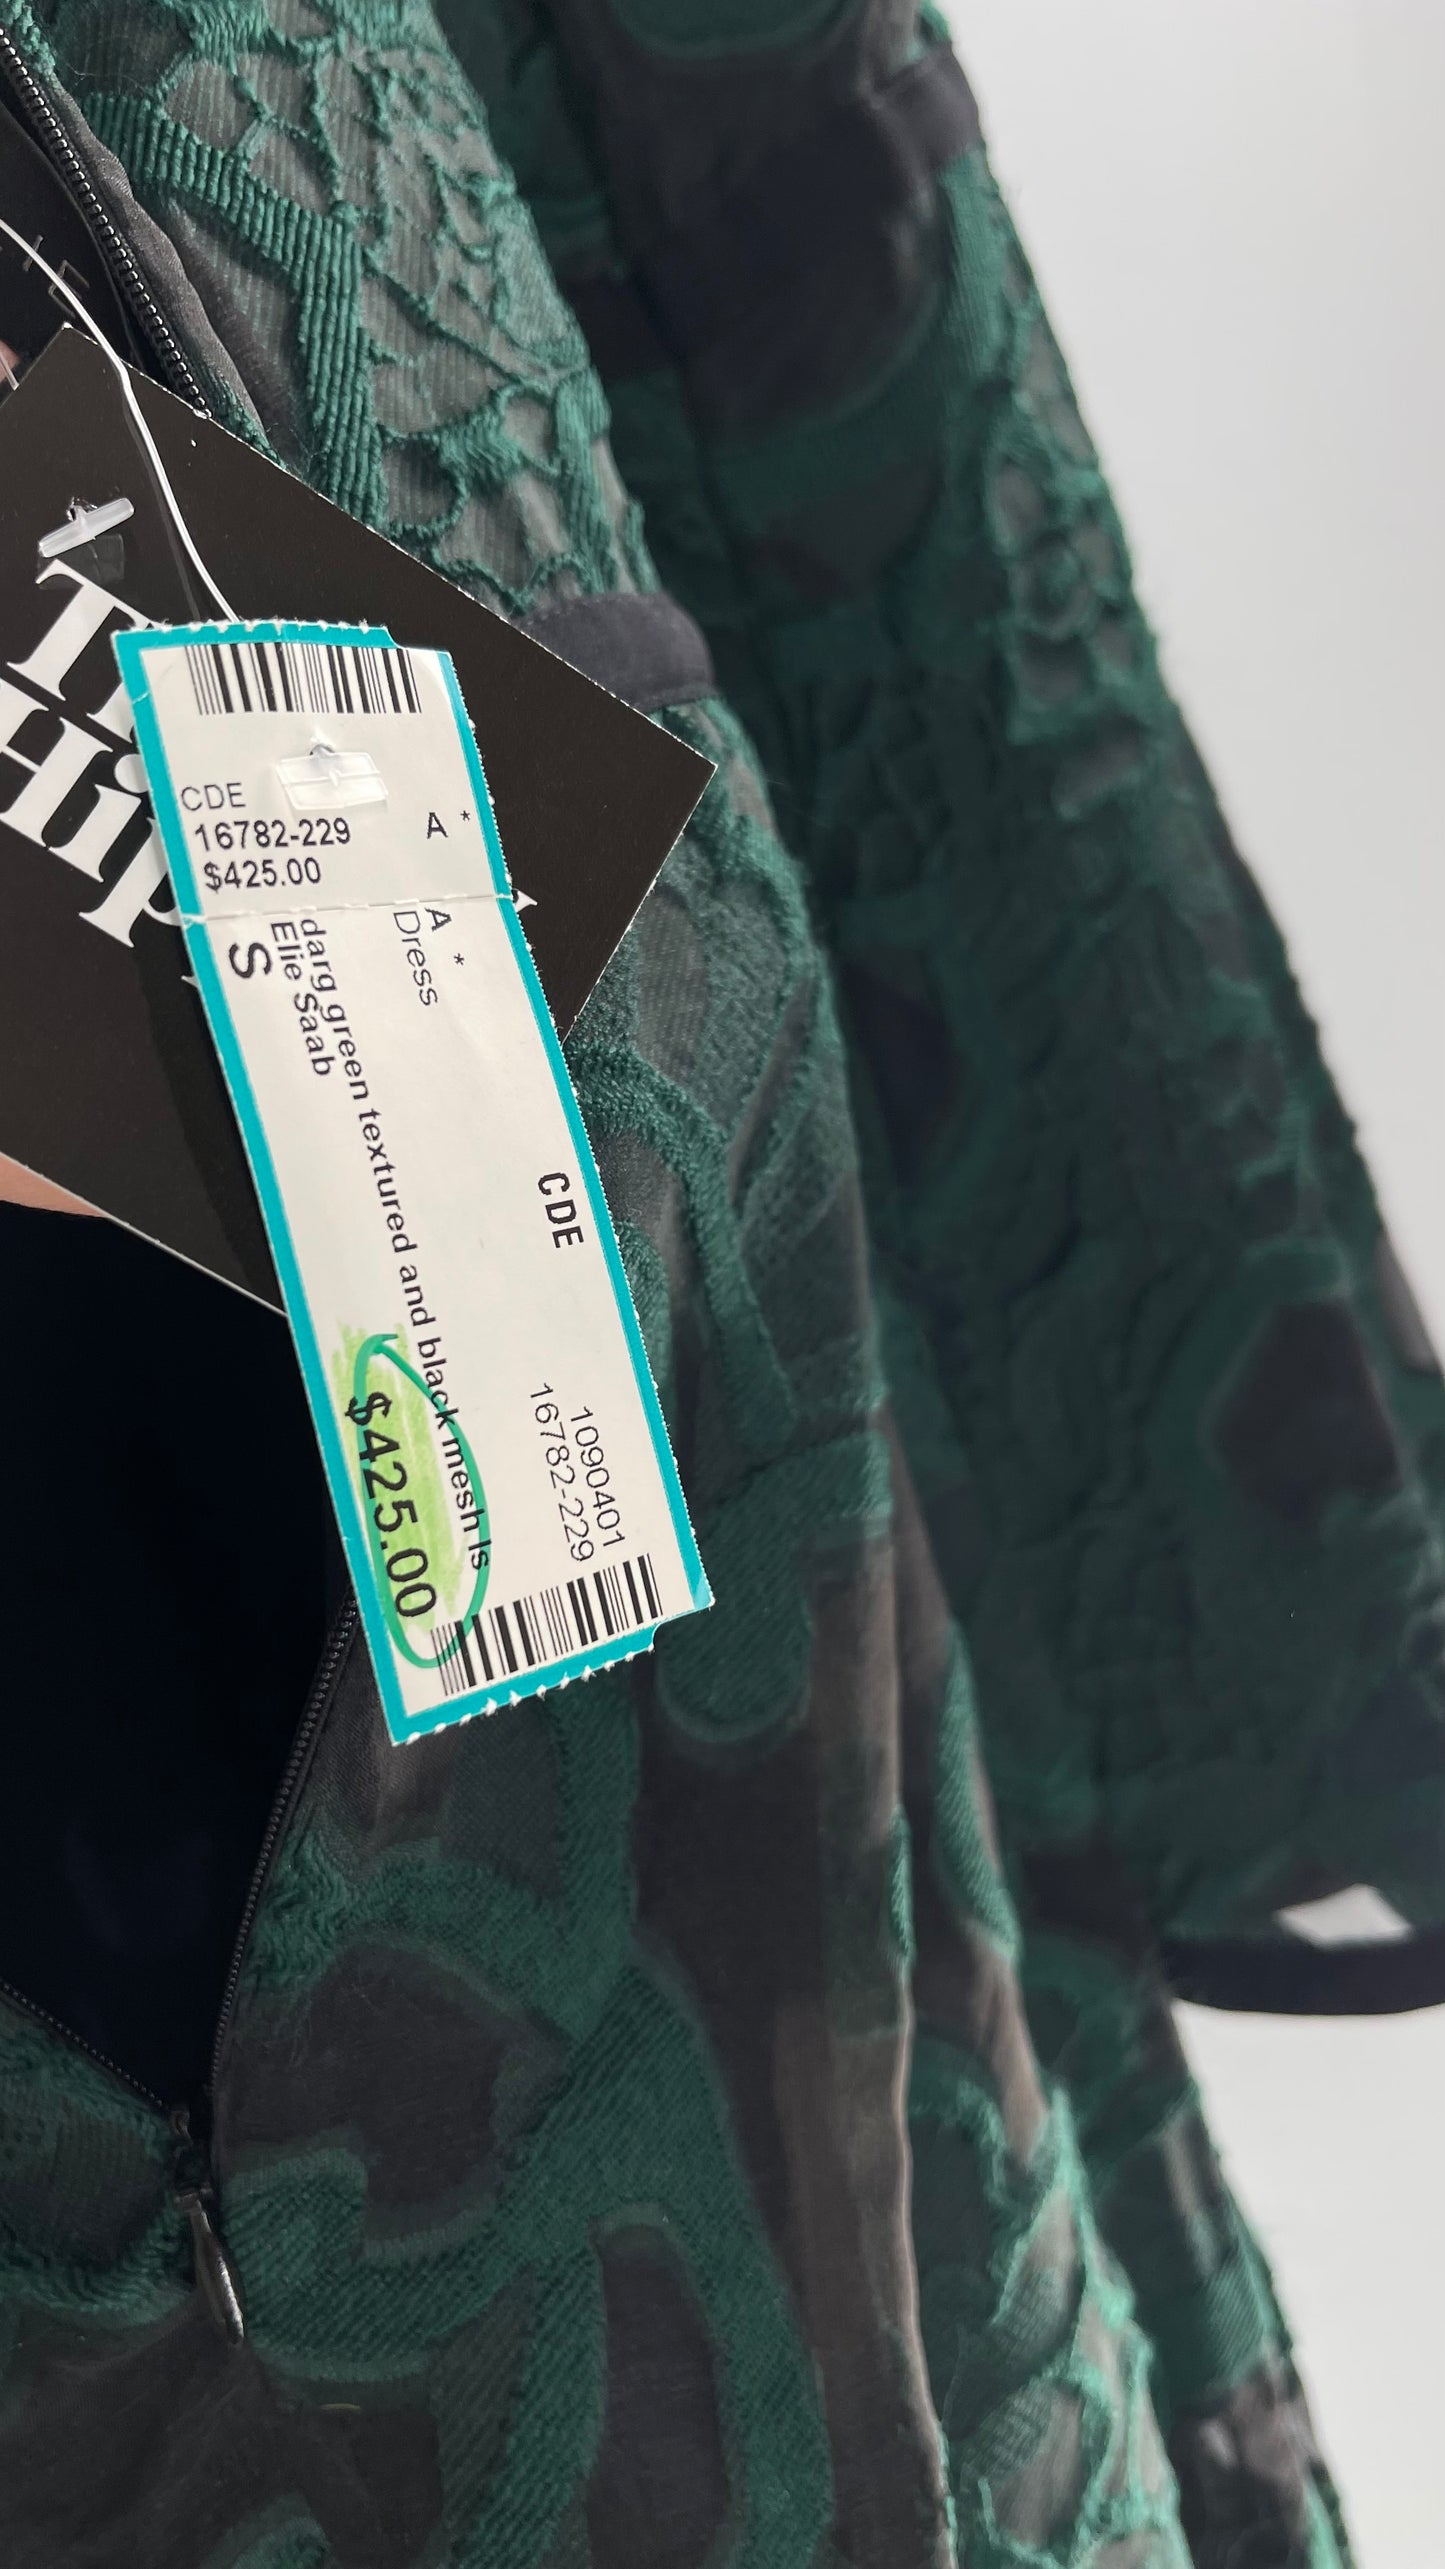 CDE
16782-229
$425.00
A *
A *
Dress
darg green textured and black mesh ls
Elie Saab
S
CDE
1090401
16782-229
$425.00